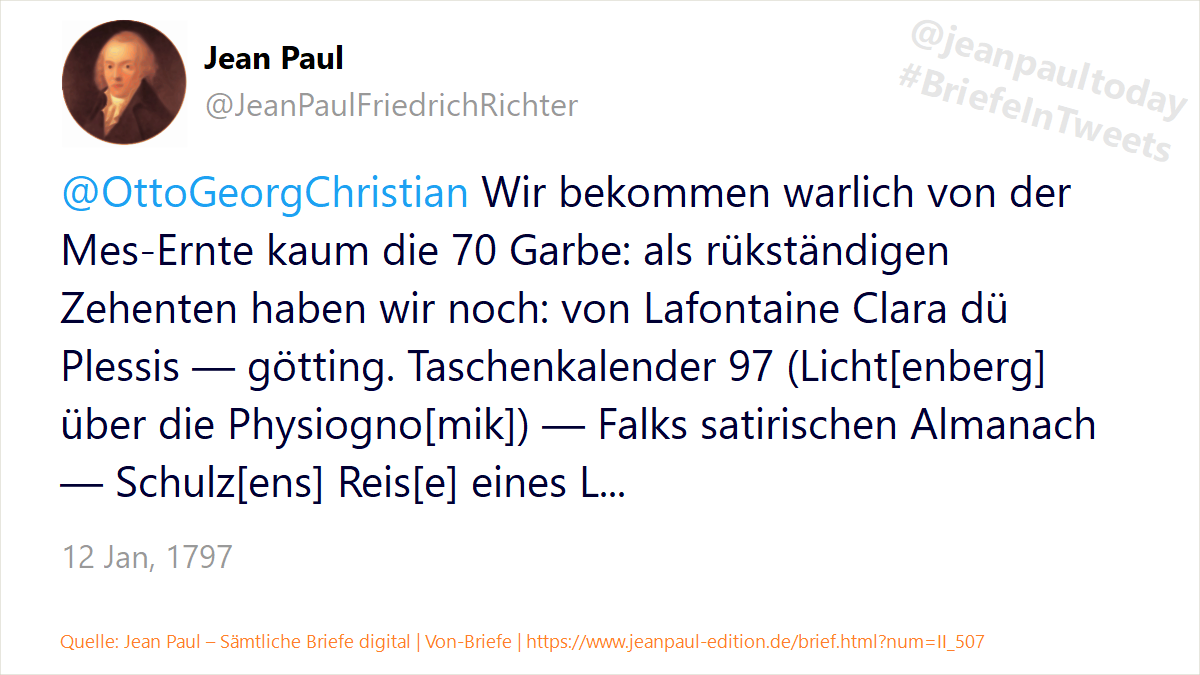 Jean Paul
@JeanPaulFriedrichRichter
@jeanpaultoday
#BriefeInTweets
@OttoGeorgChristian Wir bekommen warlich von der
Mes-Ernte kaum die 70 Garbe: als rükständigen
Zehenten haben wir noch: von Lafontaine Clara dü
Plessis — götting. Taschenkalender 97 (Licht[enberg]
über die Physiogno[mik]) — Falks satirischen Almanach
— Schulz[ens] Reis[e] eines L...
12 Jan, 1797
Quelle: Jean Paul – Sämtliche Briefe digital | Von-Briefe | https://www.jeanpaul-edition.de/brief.html?num=II_507